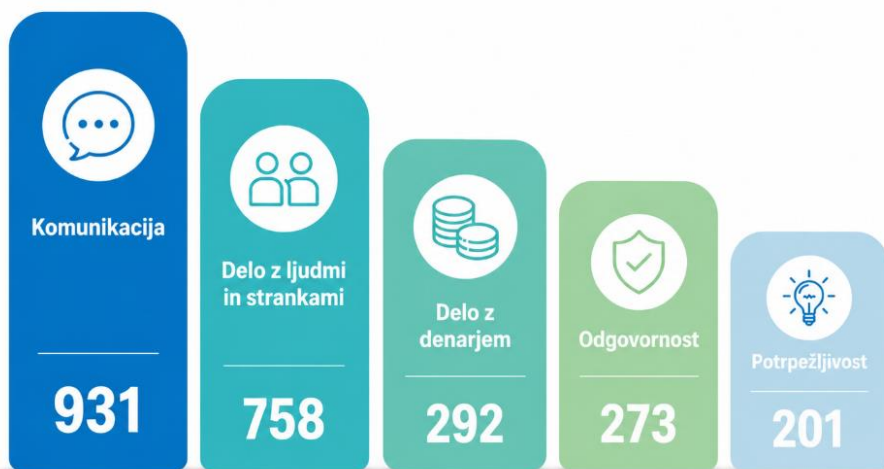 Komunikacija
931
Delo z ljudmi
in strankami
758
Delo z
denarjem
292
Odgovornost
273
Potrpežljivost
201